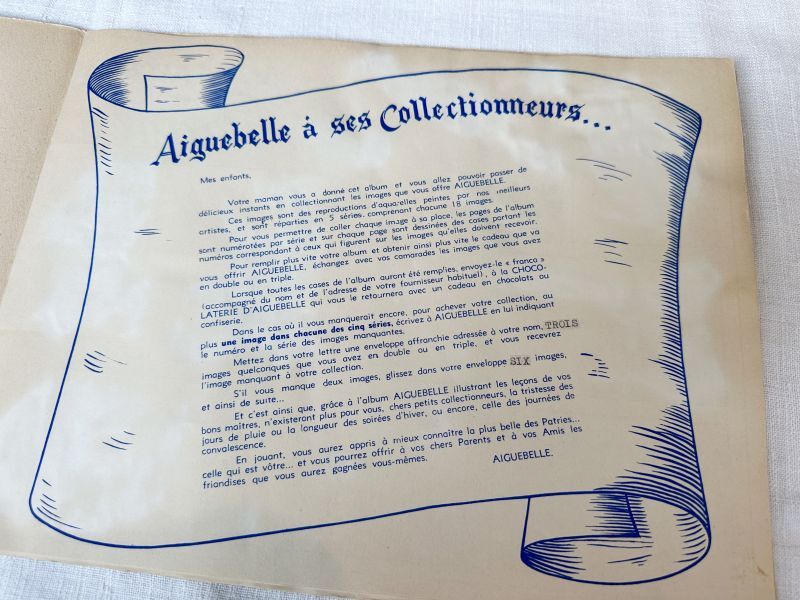 Aiguebelle à ses Collectionneurs...
Mes enfants,
Votre maman vous a donné cet album et vous allez pouvoir passer de
délicieux instants en collectionnant les images que vous offre AIGUEBELLE.
Ces images sont des reproductions d'aquarelles peintes par nos meilleurs
artistes, et sont réparties en 5 séries, comprenant chacune 18 images.
Pour vous permettre de coller chaque image à sa place, les pages de l'album
sont numérotées par série et sur chaque page sont dessinées des cases portant les
numéros correspondant à ceux qui figurent sur les images qu'elles doivent recevoir.
Pour remplir plus vite votre album et obtenir ainsi plus vite le cadeau que va
vous offrir AIGUEBELLE, échangez avec vos camarades les images que vous avez
en double ou en triple.
Lorsque toutes les cases de l'album auront été remplies, envoyez-le « franco »
(accompagné du nom et de l'adresse de votre fournisseur habituel), à la CHOCO-
LATERIE D'AIGUEBELLE qui vous le retournera avec un cadeau en chocolats ou
confiserie.
Dans le cas où il vous manquerait encore, pour achever votre collection, au
plus une image dans chacune des cinq séries, écrivez à AIGUEBELLE en lui indiquant
le numéro et la série des images manquantes.
Mettez dans votre lettre une enveloppe affranchie adressée à votre nom, TROIS
images quelconques que vous avez en double ou en triple, et vous recevrez
l'image manquant à votre collection.
S'il vous manque deux images, glissez dans votre enveloppe SIX images,
et ainsi de suite...
Et c'est ainsi que, grâce à l'album AIGUEBELLE illustrant les leçons de vos
bons maîtres, n'existeront plus pour vous, chers petits collectionneurs, la tristesse des
jours de pluie ou la longueur des soirées d'hiver, ou encore, celle des journées de
convalescence.
En jouant, vous aurez appris à mieux connaître la plus belle des Patries...
celle qui est vôtre... et vous pourrez offrir à vos chers Parents et à vos Amis les
friandises que vous aurez gagnées vous-mêmes.
AIGUEBELLE.